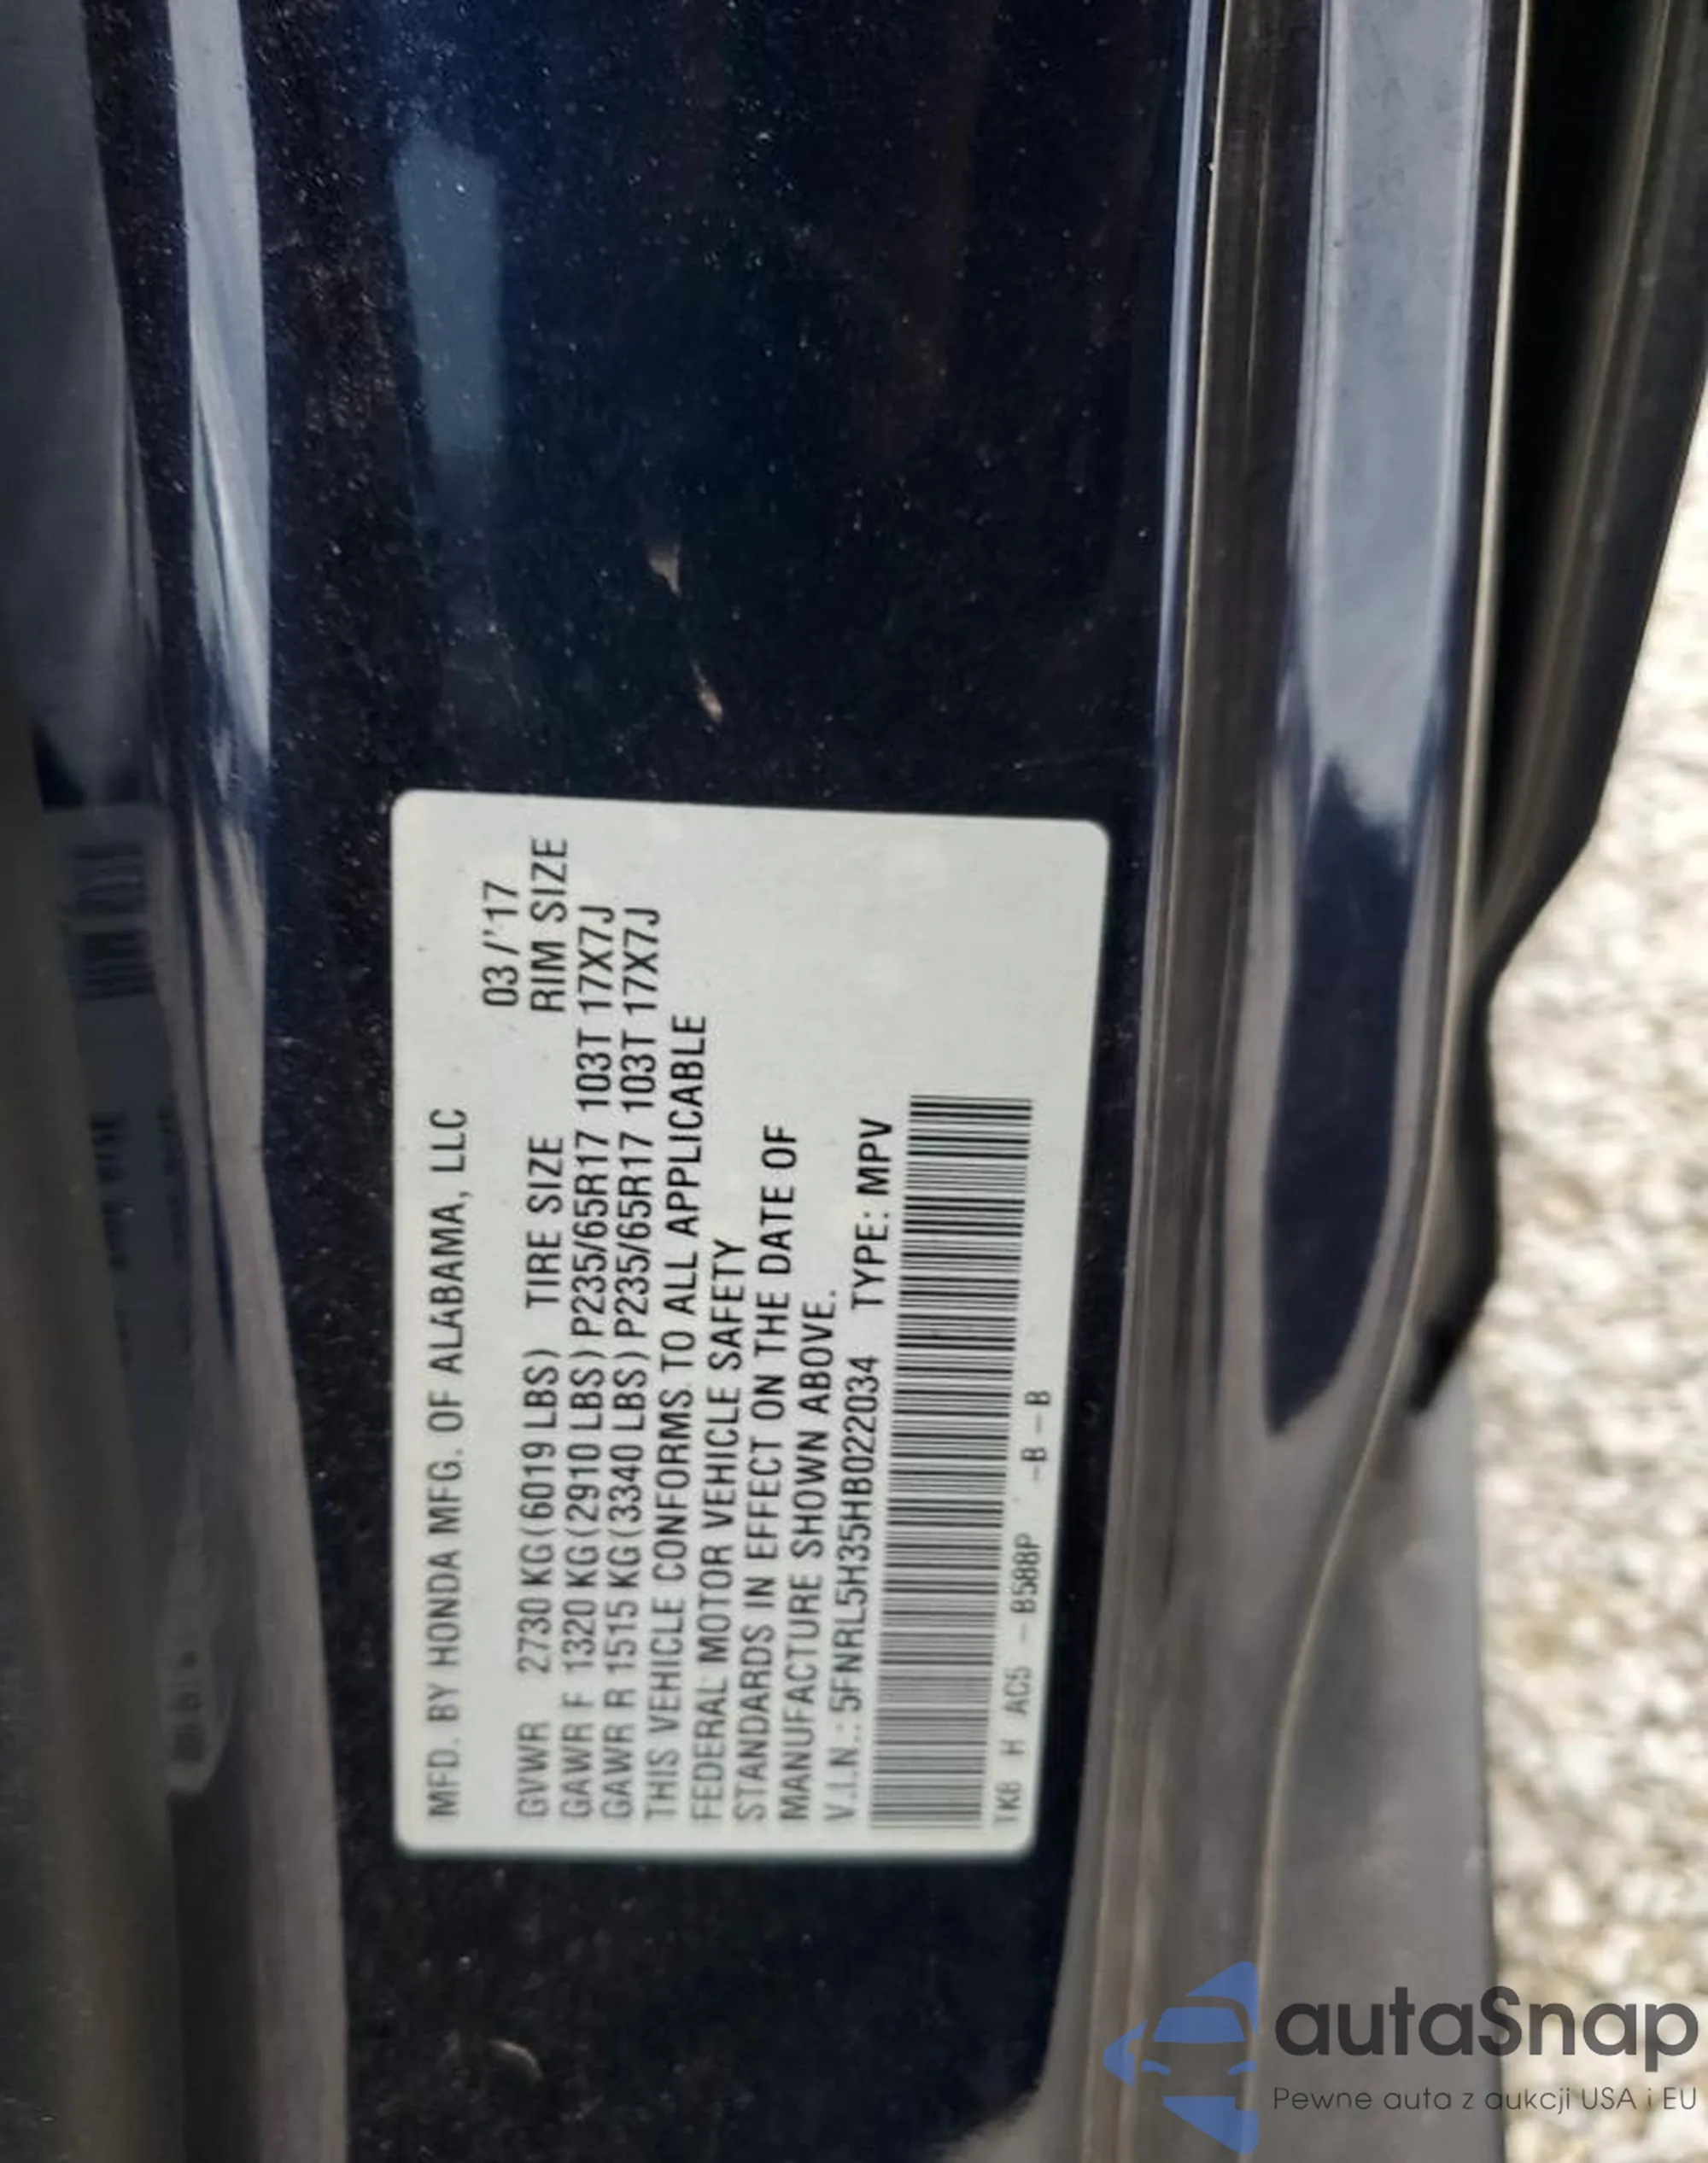 MFD. BY HONDA MFG. OF ALABAMA, LLC
03/'17
GVWR 2730 KG (6019 LBS) TIRE SIZE RIM SIZE
GAWR F 1320 KG (2910 LBS) P235/65R17 103T 17X7J
GAWR R 1515 KG (3340 LBS) P235/65R17 103T 17X7J
THIS VEHICLE CONFORMS TO ALL APPLICABLE
FEDERAL MOTOR VEHICLE SAFETY
STANDARDS IN EFFECT ON THE DATE OF
MANUFACTURE SHOWN ABOVE.
V.I.N.: 5FNRL5H35HB022034 TYPE: MPV
TK8 H AC5 - B588P -B-B
autaSnap
Pewne auta z aukcji USA i EU